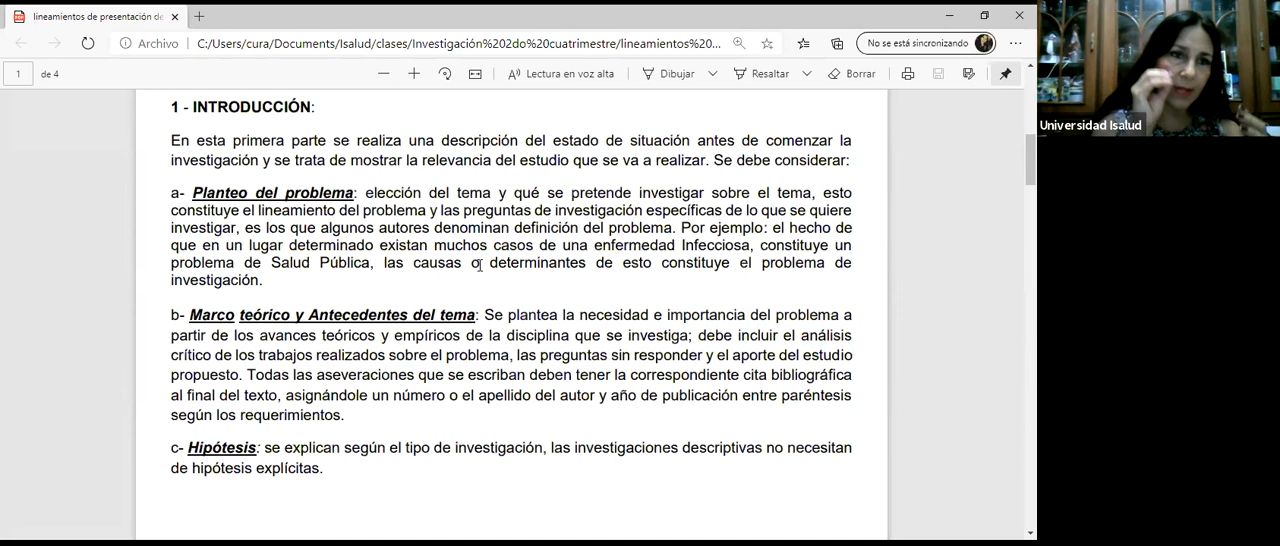 lineamientos de presentación de
Archivo
C:/Users/cura/Documents/Isalud/clases/Investigación%202do%20cuatrimestre/lineamientos%20...
No se está sincronizando
1
de 4
Lectura en voz alta
Dibujar
Resaltar
Borrar
1 - INTRODUCCIÓN:
En esta primera parte se realiza una descripción del estado de situación antes de comenzar la
investigación y se trata de mostrar la relevancia del estudio que se va a realizar. Se debe considerar:
a- Planteo del problema: elección del tema y qué se pretende investigar sobre el tema, esto
constituye el lineamiento del problema y las preguntas de investigación específicas de lo que se quiere
investigar, es los que algunos autores denominan definición del problema. Por ejemplo: el hecho de
que en un lugar determinado existan muchos casos de una enfermedad Infecciosa, constituye un
problema de Salud Pública, las causas o determinantes de esto constituye el problema de
investigación.
b- Marco teórico y Antecedentes del tema: Se plantea la necesidad e importancia del problema a
partir de los avances teóricos y empíricos de la disciplina que se investiga; debe incluir el análisis
crítico de los trabajos realizados sobre el problema, las preguntas sin responder y el aporte del estudio
propuesto. Todas las aseveraciones que se escriban deben tener la correspondiente cita bibliográfica
al final del texto, asignándole un número o el apellido del autor y año de publicación entre paréntesis
según los requerimientos.
c- Hipótesis: se explican según el tipo de investigación, las investigaciones descriptivas no necesitan
de hipótesis explícitas.
Universidad Isalud